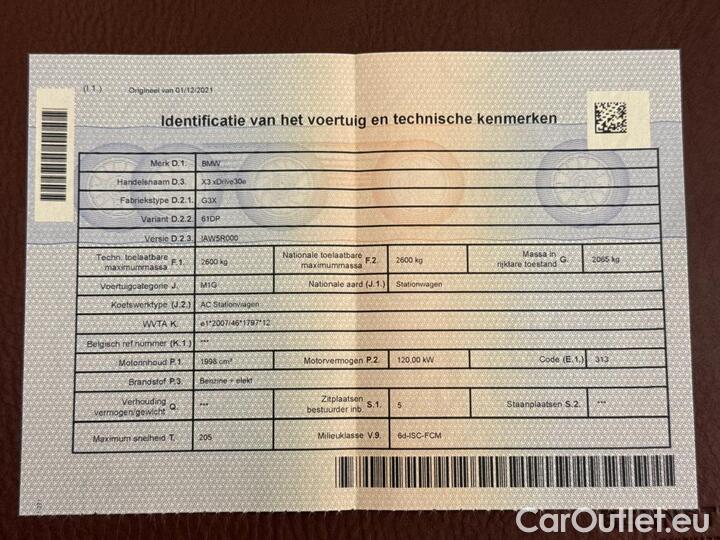 (I.1.) Origineel van 01/12/2021
Identificatie van het voertuig en technische kenmerken
Merk D.1. BMW
Handelsnaam D.3. X3 xDrive30e
Fabriekstype D.2.1. G3X
Variant D.2.2. 61DP
Versie D.2.3. IAW5R000
Techn. toelaatbare maximummassa F.1. 2600 kg Nationale toelaatbare maximummassa F.2. 2600 kg Massa in rijklare toestand G. 2065 kg
Voertuigcategorie J. M1G Nationale aard (J.1.) Stationwagen
Koetswerktype (J.2.) AC Stationwagen
WVTA K. e1*2007/46*1797*12
Belgisch ref nummer (K.1.) ***
Motorinhoud P.1. 1998 cm³ Motorvermogen P.2. 120,00 kW Code (E.1.) 313
Brandstof P.3. Benzine + elekt
Verhouding vermogen/gewicht Q. *** Zitplaatsen bestuurder inb. S.1. 5 Staanplaatsen S.2. ***
Maximum snelheid T. 205 Milieuklasse V.9. 6d-ISC-FCM
CarOutlet.eu